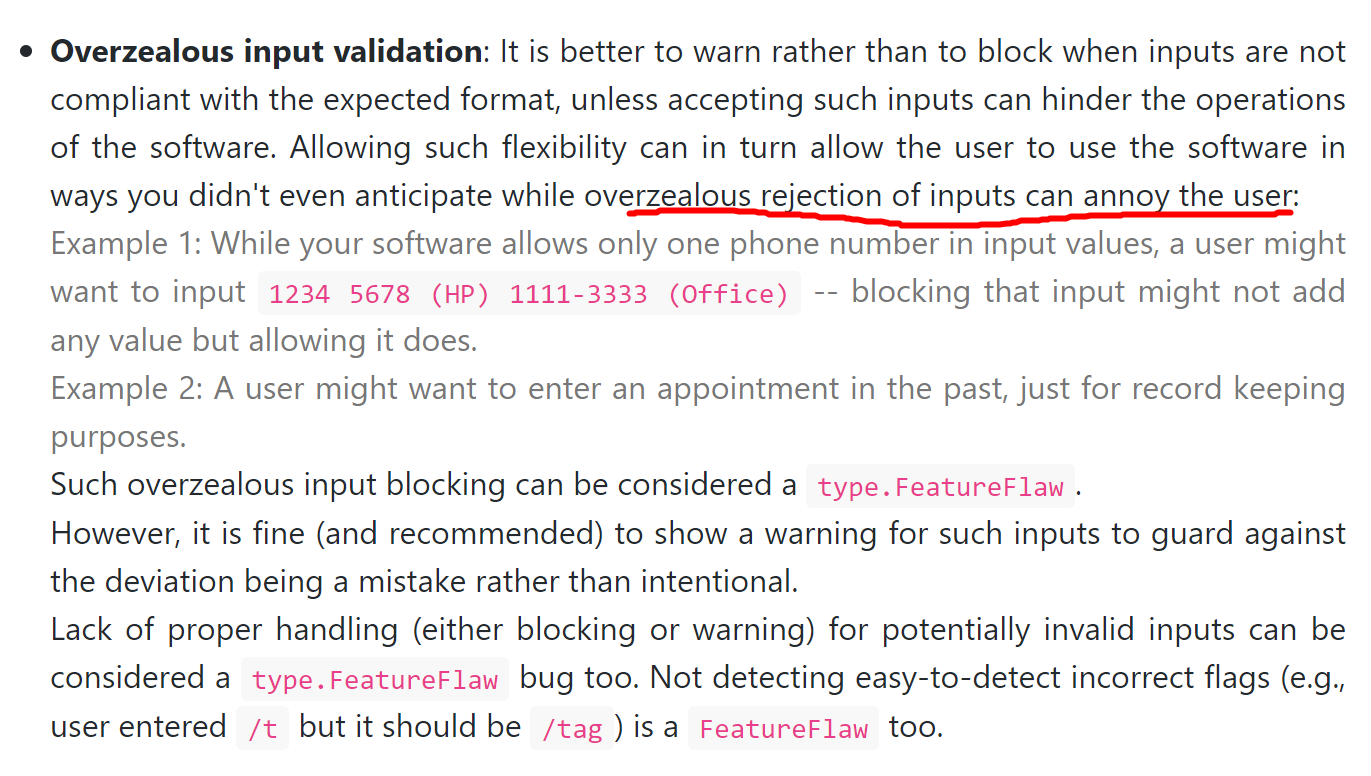 • Overzealous input validation: It is better to warn rather than to block when inputs are not
compliant with the expected format, unless accepting such inputs can hinder the operations
of the software. Allowing such flexibility can in turn allow the user to use the software in
ways you didn't even anticipate while overzealous rejection of inputs can annoy the user:
Example 1: While your software allows only one phone number in input values, a user might
want to input 1234 5678 (HP) 1111-3333 (Office) -- blocking that input might not add
any value but allowing it does.
Example 2: A user might want to enter an appointment in the past, just for record keeping
purposes.
Such overzealous input blocking can be considered a type.FeatureFlaw.
However, it is fine (and recommended) to show a warning for such inputs to guard against
the deviation being a mistake rather than intentional.
Lack of proper handling (either blocking or warning) for potentially invalid inputs can be
considered a type.FeatureFlaw bug too. Not detecting easy-to-detect incorrect flags (e.g.,
user entered /t but it should be /tag) is a FeatureFlaw too.